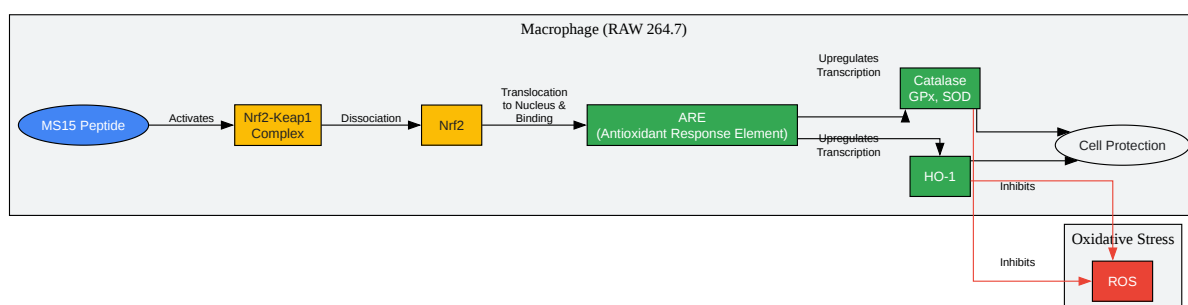 Macrophage (RAW 264.7)
MS15 Peptide
Activates
Nrf2-Keap1
Complex
Dissociation
Nrf2
Translocation
to Nucleus &
Binding
ARE
(Antioxidant Response Element)
Upregulates
Transcription
Upregulates
Transcription
Catalase
GPx, SOD
HO-1
Cell Protection
Inhibits
Inhibits
Oxidative Stress
ROS